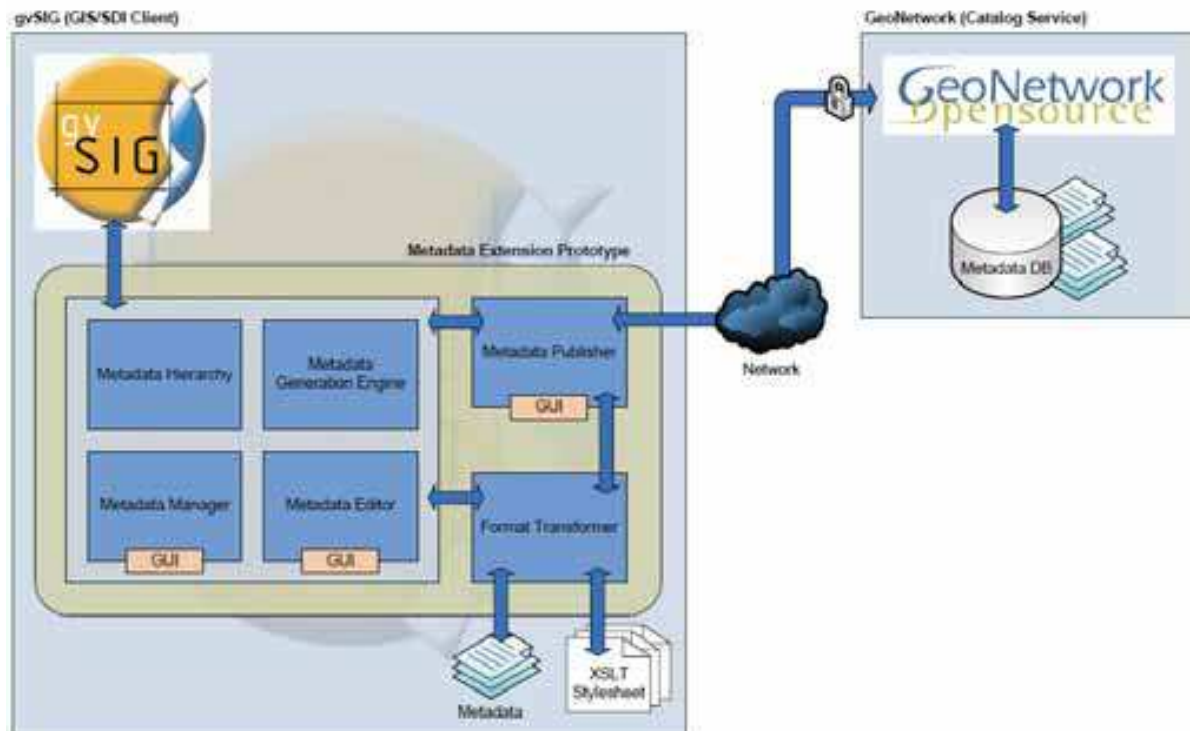 gvSIG (GIS/SDI Client)
GeoNetwork (Catalog Service)
gv
SIG
GeoNetwork
Opensource
Metadata DB
Metadata Extension Prototype
Metadata Hierarchy
Metadata
Generation Engine
Metadata Publisher
GUI
Network
Metadata Manager
GUI
Metadata Editor
GUI
Format Transformer
Metadata
XSLT
Stylesheet